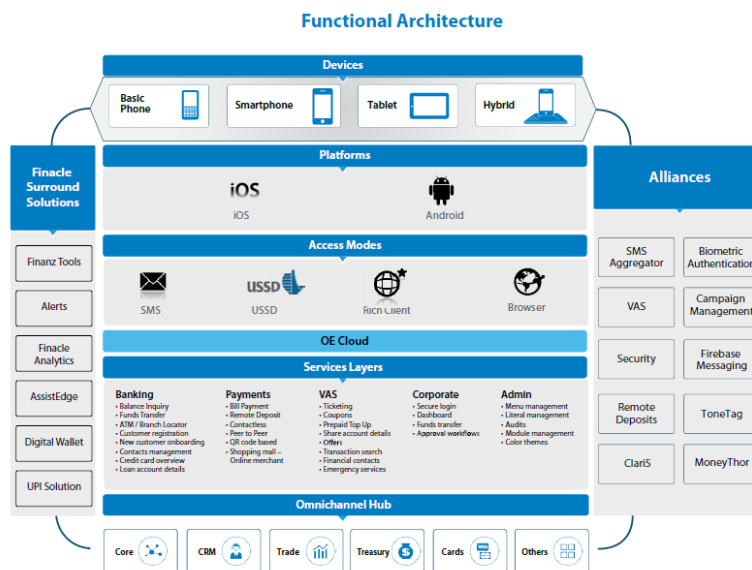 Functional Architecture
Devices
Basic
Phone
Smartphone
Tablet
Hybrid
Finacle
Surround
Solutions
Finanz Tools
Alerts
Finacle
Analytics
AssistEdge
Digital Wallet
UPI Solution
Platforms
iOS
iOS
Android
Access Modes
SMS
USSD
USSD
Rich Client
Browser
OE Cloud
Services Layers
Banking
• Balance Inquiry
• Funds Transfer
• ATM / Branch Locator
• Customer registration
• New customer onboarding
• Contacts management
• Credit card overview
• Loan account details
Payments
• Bill Payment
• Remote Deposit
• Contactless
• Peer to Peer
• QR code based
• Shopping mall –
Online merchant
VAS
• Ticketing
• Coupons
• Prepaid Top Up
• Share account details
• Offers
• Transaction search
• Financial contacts
• Emergency services
Corporate
• Secure login
• Dashboard
• Funds transfer
• Approval workflows
Admin
• Menu management
• Literal management
• Audits
• Module management
• Color themes
Omnichannel Hub
Core
CRM
Trade
Treasury
Cards
Others
Alliances
SMS
Aggregator
Biometric
Authentication
VAS
Campaign
Management
Security
Firebase
Messaging
Remote
Deposits
ToneTag
Clari5
MoneyThor